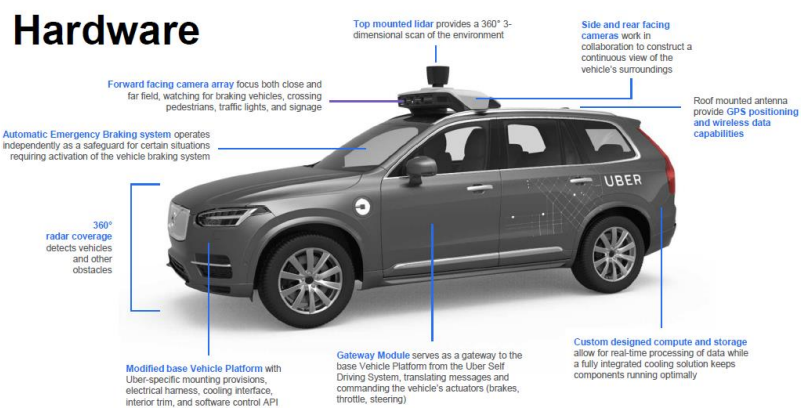 Hardware
Top mounted lidar provides a 360° 3-
dimensional scan of the environment
Side and rear facing
cameras work in
collaboration to construct a
continuous view of the
vehicle's surroundings
Forward facing camera array focus both close and
far field, watching for braking vehicles, crossing
pedestrians, traffic lights, and signage
Roof mounted antenna
provide GPS positioning
and wireless data
capabilities
Automatic Emergency Braking system operates
independently as a safeguard for certain situations
requiring activation of the vehicle braking system
UBER
360°
radar coverage
detects vehicles
and other
obstacles
Modified base Vehicle Platform with
Uber-specific mounting provisions,
electrical harness, cooling interface,
interior trim, and software control API
Gateway Module serves as a gateway to the
base Vehicle Platform from the Uber Self
Driving System, translating messages and
commanding the vehicle's actuators (brakes,
throttle, steering)
Custom designed compute and storage
allow for real-time processing of data while
a fully integrated cooling solution keeps
components running optimally